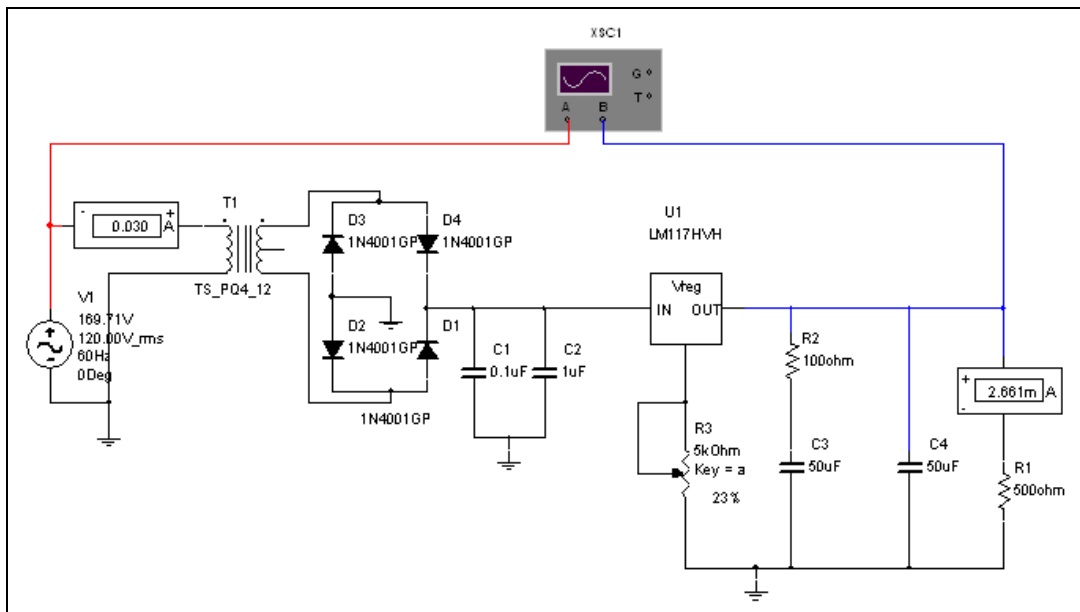 XSC1
G
T
A B
- 0.030 + A
T1
TS_PQ4_12
D3
1N4001GP
D4
1N4001GP
U1
LM117HVH
Vreg
IN OUT
V1
169.71V
120.00V_rms
60Hz
0Deg
D2
1N4001GP
D1
1N4001GP
C1
0.1uF
C2
1uF
R2
100ohm
+
2.661m A
-
R3
5kOhm
Key = a
23%
C3
50uF
C4
50uF
R1
500ohm